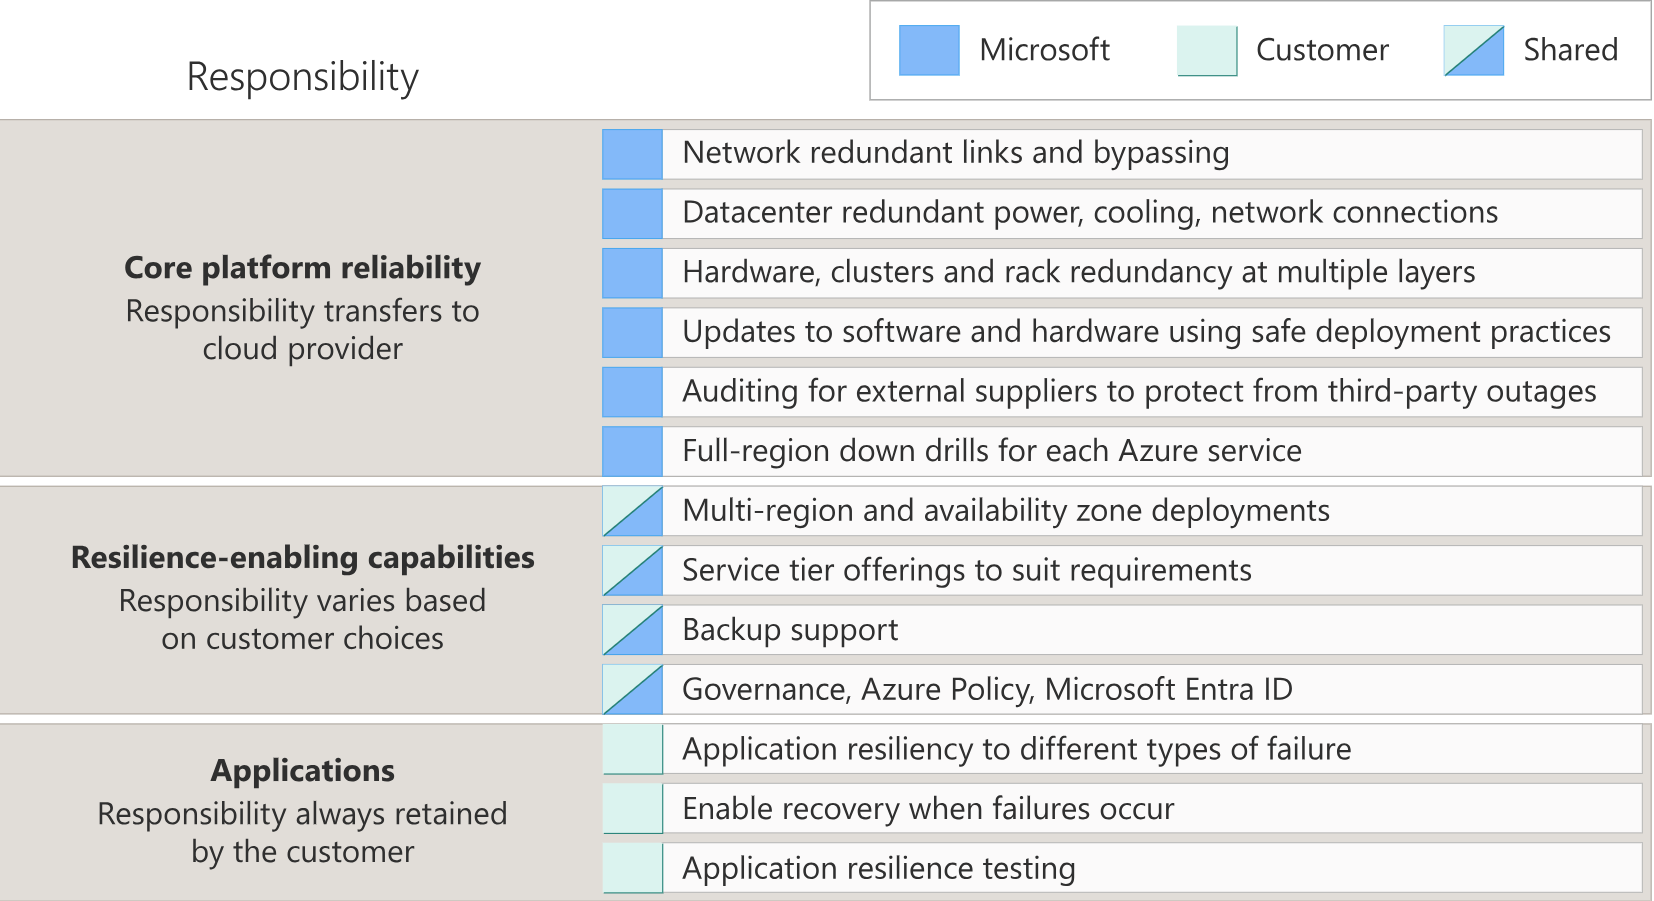 Responsibility
Microsoft
Customer
Shared
Core platform reliability
Responsibility transfers to
cloud provider
Network redundant links and bypassing
Datacenter redundant power, cooling, network connections
Hardware, clusters and rack redundancy at multiple layers
Updates to software and hardware using safe deployment practices
Auditing for external suppliers to protect from third-party outages
Full-region down drills for each Azure service
Resilience-enabling capabilities
Responsibility varies based
on customer choices
Multi-region and availability zone deployments
Service tier offerings to suit requirements
Backup support
Governance, Azure Policy, Microsoft Entra ID
Applications
Responsibility always retained
by the customer
Application resiliency to different types of failure
Enable recovery when failures occur
Application resilience testing